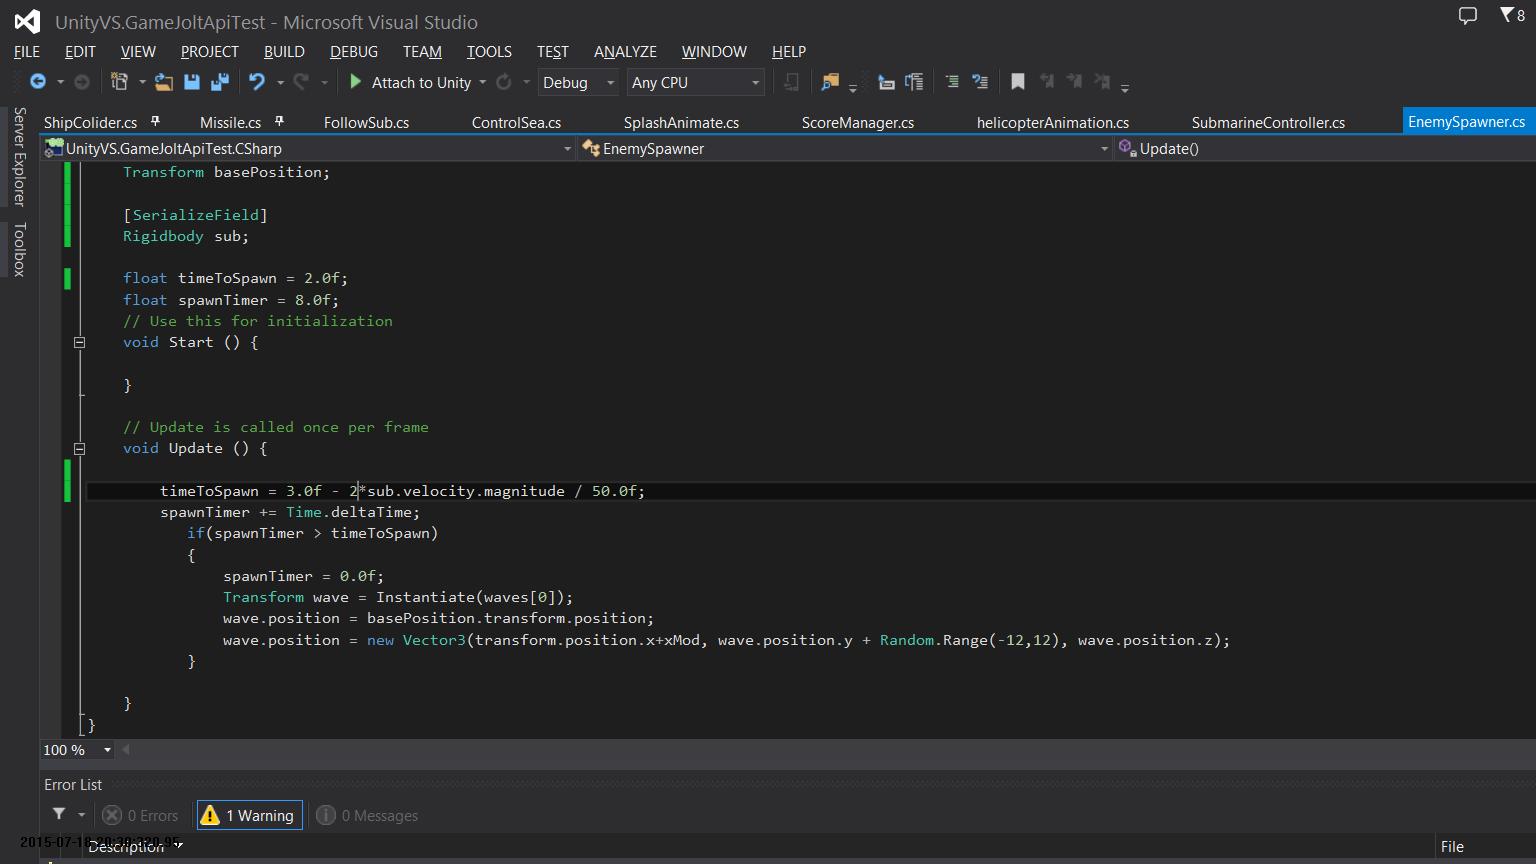 UnityVS.GameJoltApiTest - Microsoft Visual Studio
8
FILE EDIT VIEW PROJECT BUILD DEBUG TEAM TOOLS TEST ANALYZE WINDOW HELP
Attach to Unity Debug Any CPU
Server Explorer
Toolbox
ShipColider.cs Missile.cs FollowSub.cs ControlSea.cs SplashAnimate.cs ScoreManager.cs helicopterAnimation.cs SubmarineController.cs EnemySpawner.cs
UnityVS.GameJoltApiTest.CSharp EnemySpawner Update()
Transform basePosition;
[SerializeField]
Rigidbody sub;
float timeToSpawn = 2.0f;
float spawnTimer = 8.0f;
// Use this for initialization
void Start () {
}
// Update is called once per frame
void Update () {
timeToSpawn = 3.0f - 2*sub.velocity.magnitude / 50.0f;
spawnTimer += Time.deltaTime;
if(spawnTimer > timeToSpawn)
{
spawnTimer = 0.0f;
Transform wave = Instantiate(waves[0]);
wave.position = basePosition.transform.position;
wave.position = new Vector3(transform.position.x+xMod, wave.position.y + Random.Range(-12,12), wave.position.z);
}
}
}
100 %
Error List
0 Errors 1 Warning 0 Messages
Description File